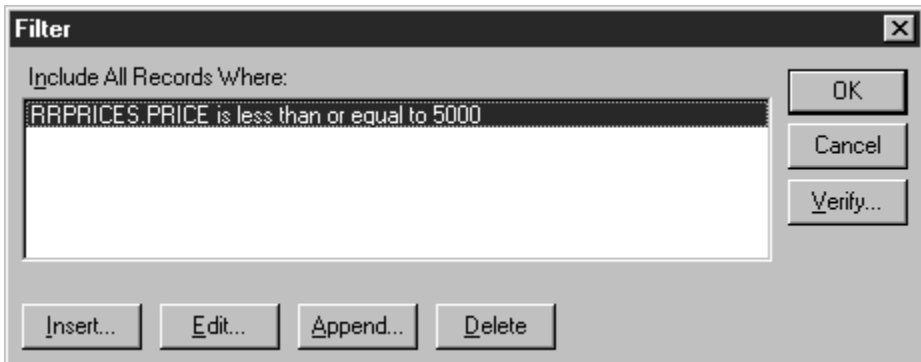 Filter
Include All Records Where:
RRPRICES.PRICE is less than or equal to 5000
OK
Cancel
Verify...
Insert...
Edit...
Append...
Delete